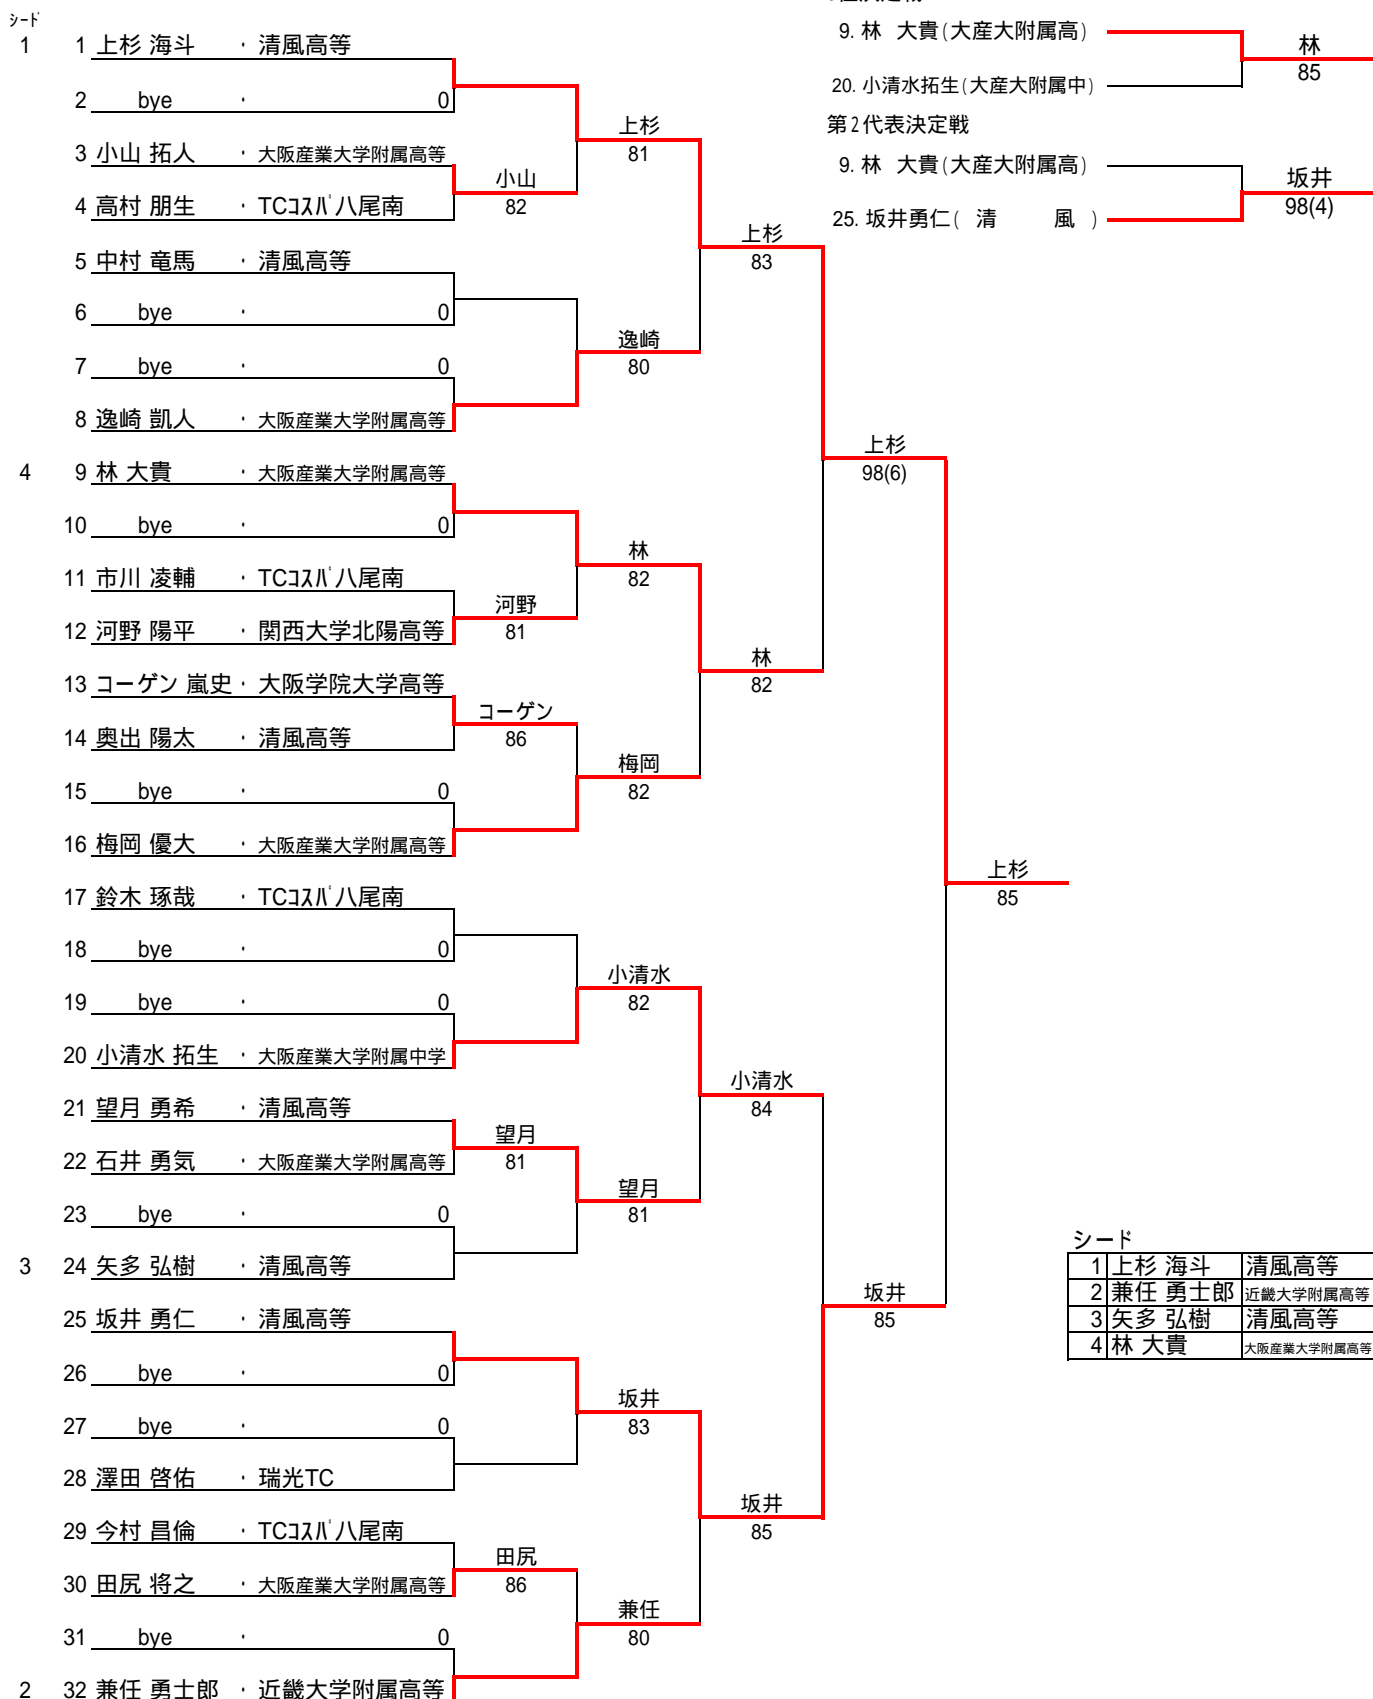 シード
1 1 上杉 海斗 ・ 清風高等
2 bye ・ 0
3 小山 拓人 ・ 大阪産業大学附属高等
4 高村 朋生 ・ TCコスパ八尾南
5 中村 竜馬 ・ 清風高等
6 bye ・ 0
7 bye ・ 0
8 逸崎 凱人 ・ 大阪産業大学附属高等
4 9 林 大貴 ・ 大阪産業大学附属高等
10 bye ・ 0
11 市川 凌輔 ・ TCコスパ八尾南
12 河野 陽平 ・ 関西大学北陽高等
13 コーゲン 嵐史 ・ 大阪学院大学高等
14 奥出 陽太 ・ 清風高等
15 bye ・ 0
16 梅岡 優大 ・ 大阪産業大学附属高等
17 鈴木 琢哉 ・ TCコスパ八尾南
18 bye ・ 0
19 bye ・ 0
20 小清水 拓生 ・ 大阪産業大学附属中学
21 望月 勇希 ・ 清風高等
22 石井 勇気 ・ 大阪産業大学附属高等
23 bye ・ 0
3 24 矢多 弘樹 ・ 清風高等
25 坂井 勇仁 ・ 清風高等
26 bye ・ 0
27 bye ・ 0
28 澤田 啓佑 ・ 瑞光TC
29 今村 昌倫 ・ TCコスパ八尾南
30 田尻 将之 ・ 大阪産業大学附属高等
31 bye ・ 0
2 32 兼任 勇士郎 ・ 近畿大学附属高等
小山
82
河野
81
コーゲン
86
望月
81
田尻
86
上杉
81
逸崎
80
林
82
梅岡
82
小清水
82
望月
81
坂井
83
兼任
80
上杉
83
林
82
小清水
84
坂井
85
上杉
98(6)
坂井
85
上杉
85
9. 林 大貴(大産大附属高)
20. 小清水拓生(大産大附属中)
林
85
第2代表決定戦
9. 林 大貴(大産大附属高)
25. 坂井勇仁( 清 風 )
坂井
98(4)
シード
1 上杉 海斗 清風高等
2 兼任 勇士郎 近畿大学附属高等
3 矢多 弘樹 清風高等
4 林 大貴 大阪産業大学附属高等